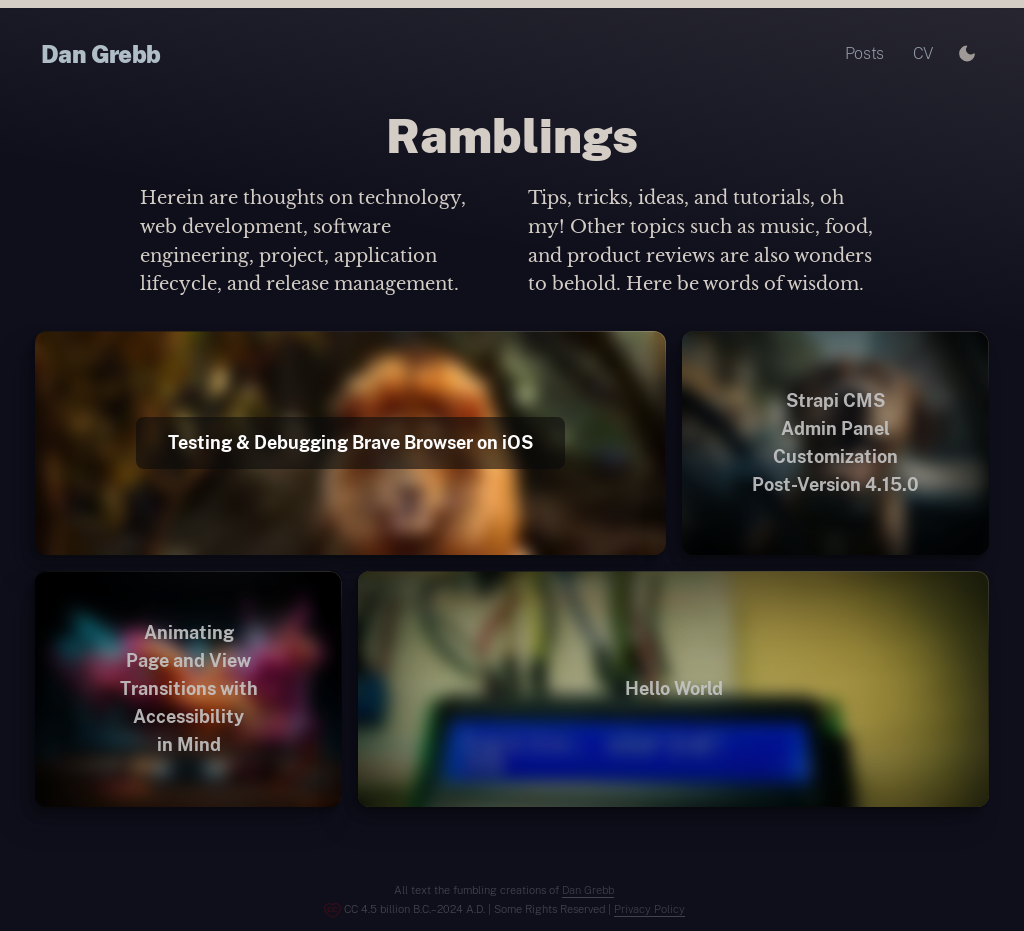 Dan Grebb
Posts CV
Ramblings
Herein are thoughts on technology,
web development, software
engineering, project, application
lifecycle, and release management.
Tips, tricks, ideas, and tutorials, oh
my! Other topics such as music, food,
and product reviews are also wonders
to behold. Here be words of wisdom.
Testing & Debugging Brave Browser on iOS
Strapi CMS
Admin Panel
Customization
Post-Version 4.15.0
Animating
Page and View
Transitions with
Accessibility
in Mind
Hello World
All text the fumbling creations of Dan Grebb
CC 4.5 billion B.C.–2024 A.D. | Some Rights Reserved | Privacy Policy